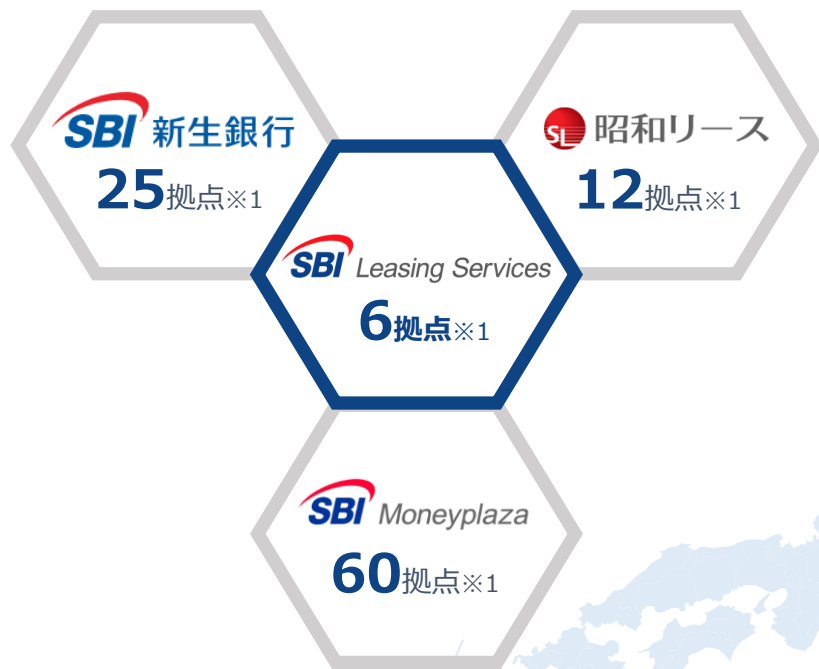 SBI 新生銀行
25拠点※1
SL 昭和リース
12拠点※1
SBI Leasing Services
6拠点※1
SBI Moneyplaza
60拠点※1